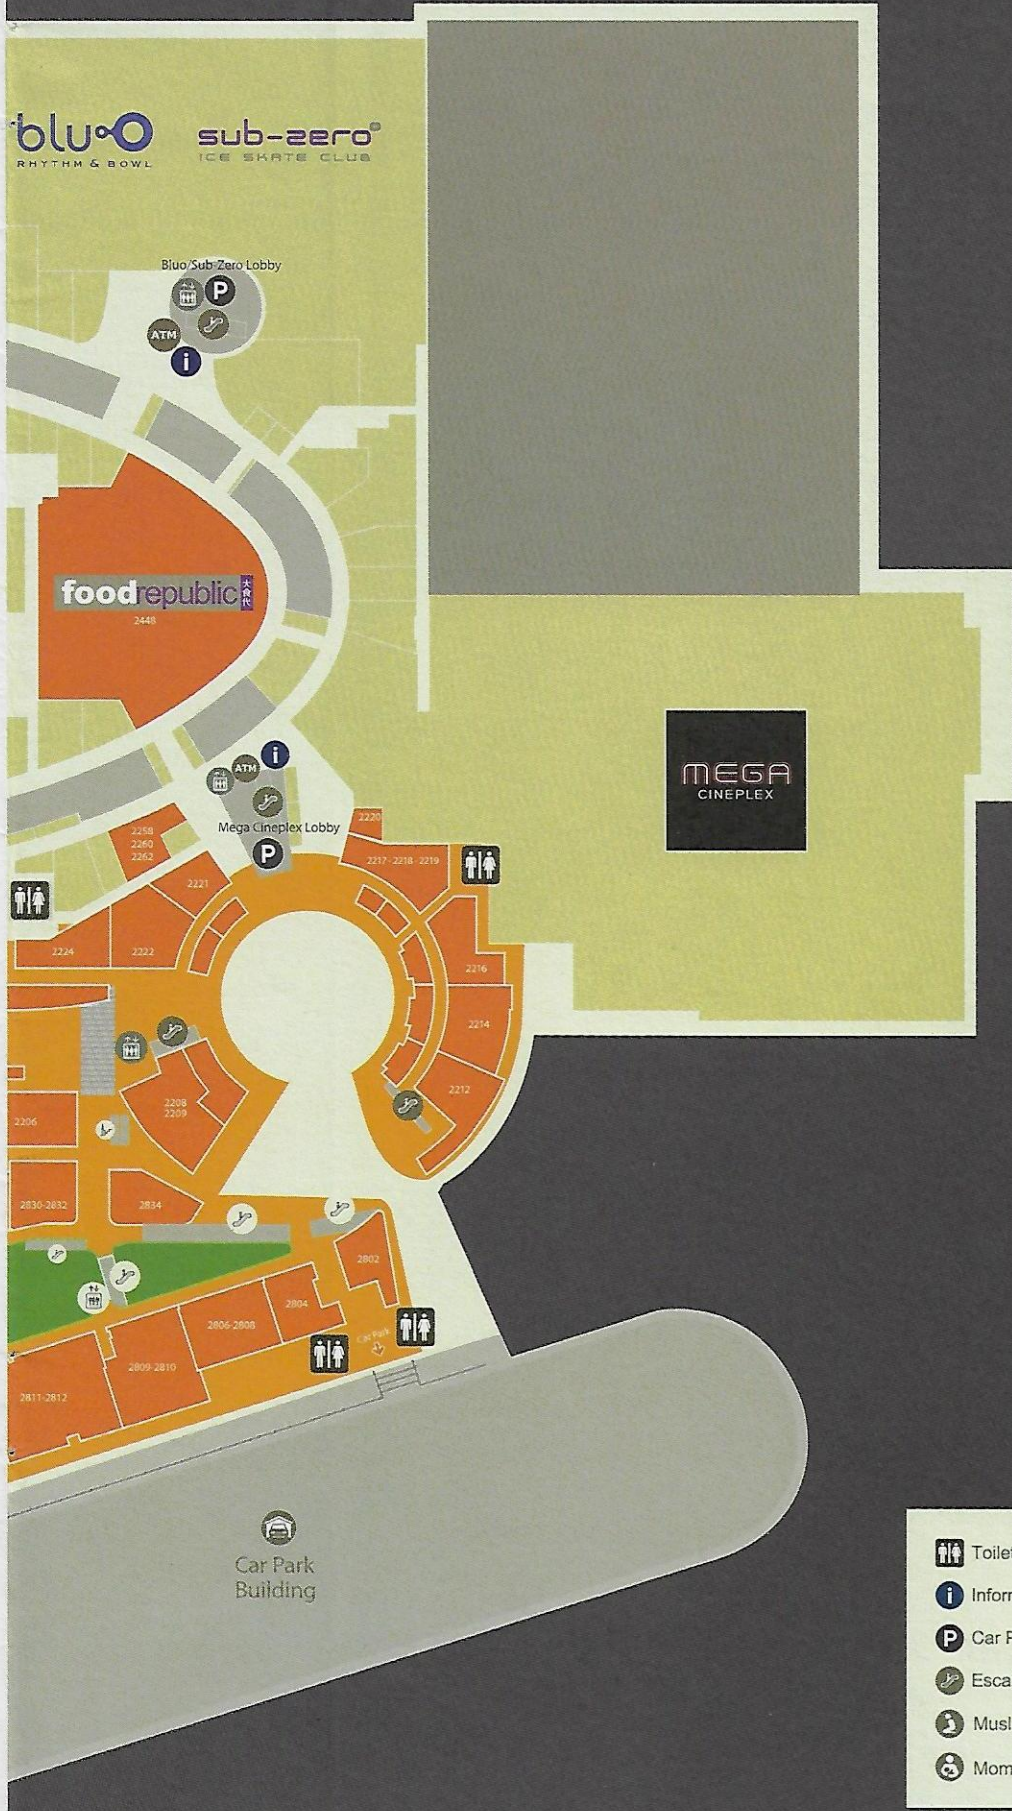 blu-O
RHYTHM & BOWL
sub-zero°
ICE SKATE CLUB
Bluo/Sub-Zero Lobby
P
ATM
i
foodrepublic 大食代
2448
MEGA
CINEPLEX
i
ATM
Mega Cineplex Lobby
P
2220
2217 - 2218 - 2219
2258
2260
2262
2221
2224
2222
2216
2214
2212
2208
2209
2206
2830-2832
2834
2802
2804
2806-2808
2809-2810
2811-2812
Car Park
Car Park
Building
Toilet
i Inform
P Car P
Esca
Musl
Mom